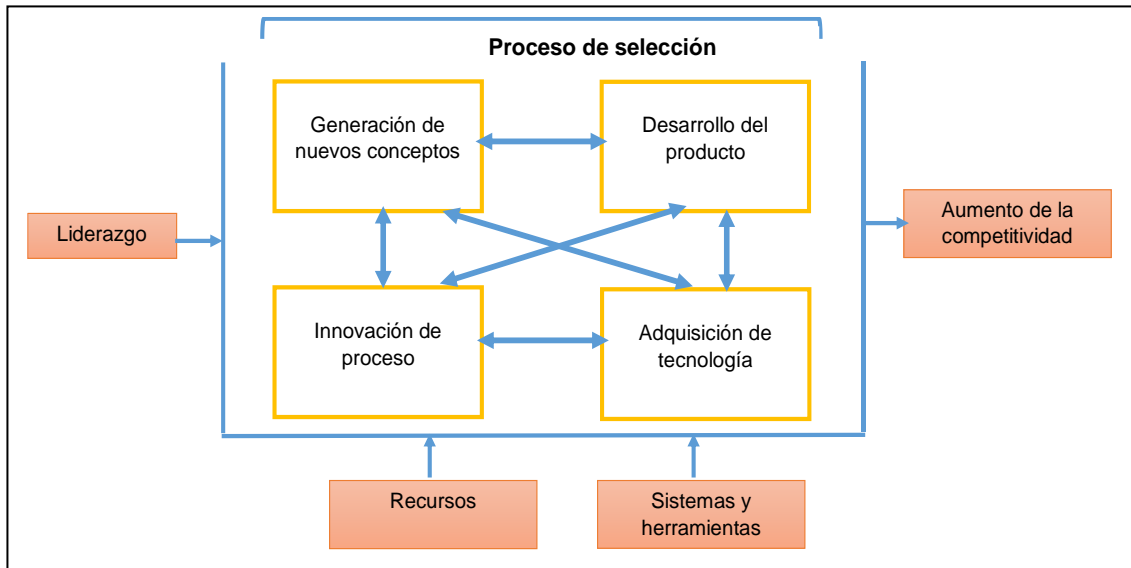 Proceso de selección
Generación de
nuevos conceptos
Desarrollo del
producto
Liderazgo
Aumento de la
competitividad
Innovación de
proceso
Adquisición de
tecnología
Recursos
Sistemas y
herramientas